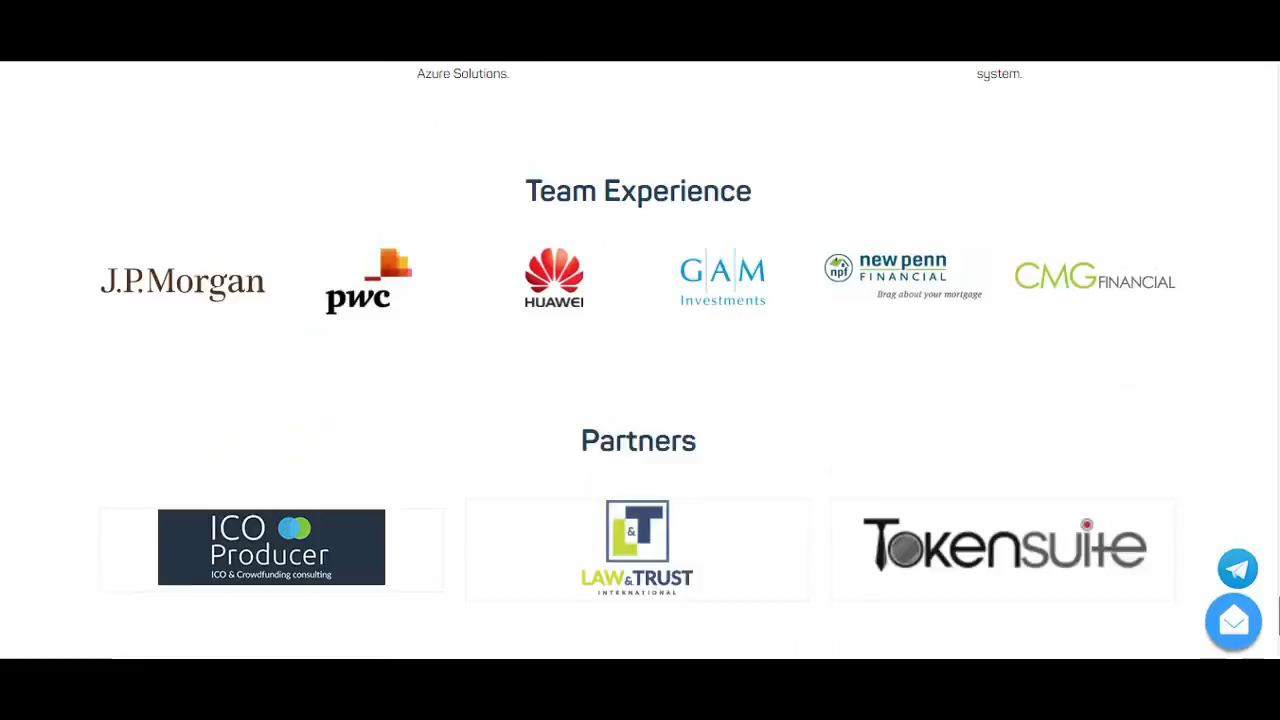 Azure Solutions.
system.
Team Experience
J.P.Morgan
pwc
HUAWEI
GAM
Investments
npf
new penn
FINANCIAL
Brag about your mortgage
CMG FINANCIAL
Partners
ICO
Producer
ICO & Crowdfunding consulting
L&T
LAW&TRUST
INTERNATIONAL
Tokensuite